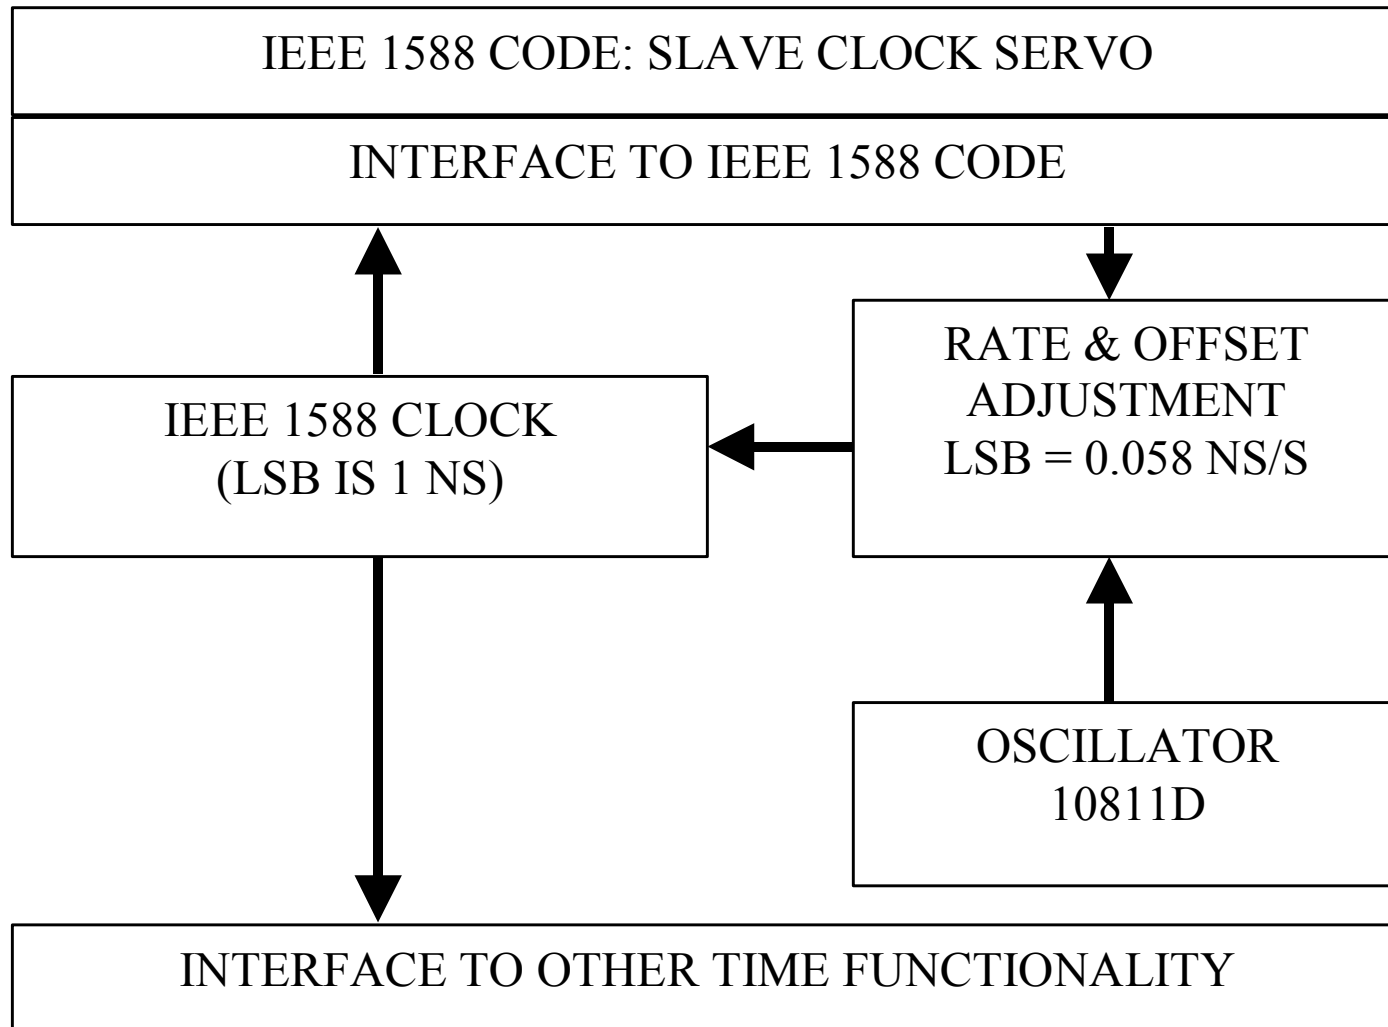 IEEE 1588 CODE: SLAVE CLOCK SERVO
INTERFACE TO IEEE 1588 CODE
RATE & OFFSET
ADJUSTMENT
LSB = 0.058 NS/S
IEEE 1588 CLOCK
(LSB IS 1 NS)
OSCILLATOR
10811D
INTERFACE TO OTHER TIME FUNCTIONALITY